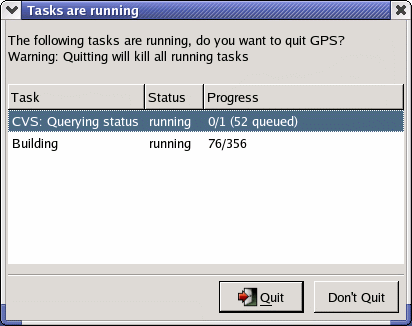 Tasks are running
The following tasks are running, do you want to quit GPS?
Warning: Quitting will kill all running tasks
Task Status Progress
CVS: Querying status running 0/1 (52 queued)
Building running 76/356
Quit Don't Quit